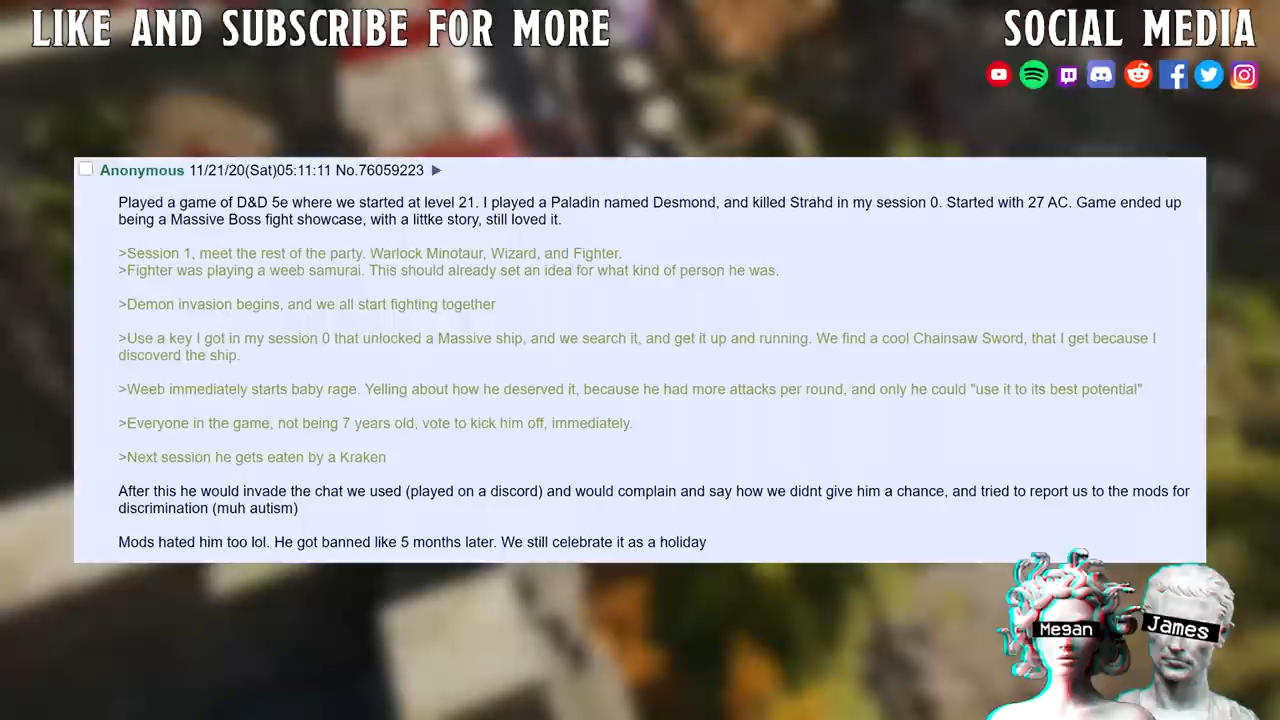 LIKE AND SUBSCRIBE FOR MORE
SOCIAL MEDIA
Anonymous 11/21/20(Sat)05:11:11 No.76059223
Played a game of D&D 5e where we started at level 21. I played a Paladin named Desmond, and killed Strahd in my session 0. Started with 27 AC. Game ended up
being a Massive Boss fight showcase, with a littke story, still loved it.
>Session 1, meet the rest of the party. Warlock Minotaur, Wizard, and Fighter.
>Fighter was playing a weeb samurai. This should already set an idea for what kind of person he was.
>Demon invasion begins, and we all start fighting together
>Use a key I got in my session 0 that unlocked a Massive ship, and we search it, and get it up and running. We find a cool Chainsaw Sword, that I get because I
discoverd the ship.
>Weeb immediately starts baby rage. Yelling about how he deserved it, because he had more attacks per round, and only he could "use it to its best potential"
>Everyone in the game, not being 7 years old, vote to kick him off, immediately.
>Next session he gets eaten by a Kraken
After this he would invade the chat we used (played on a discord) and would complain and say how we didnt give him a chance, and tried to report us to the mods for
discrimination (muh autism)
Mods hated him too lol. He got banned like 5 months later. We still celebrate it as a holiday
Megan
James